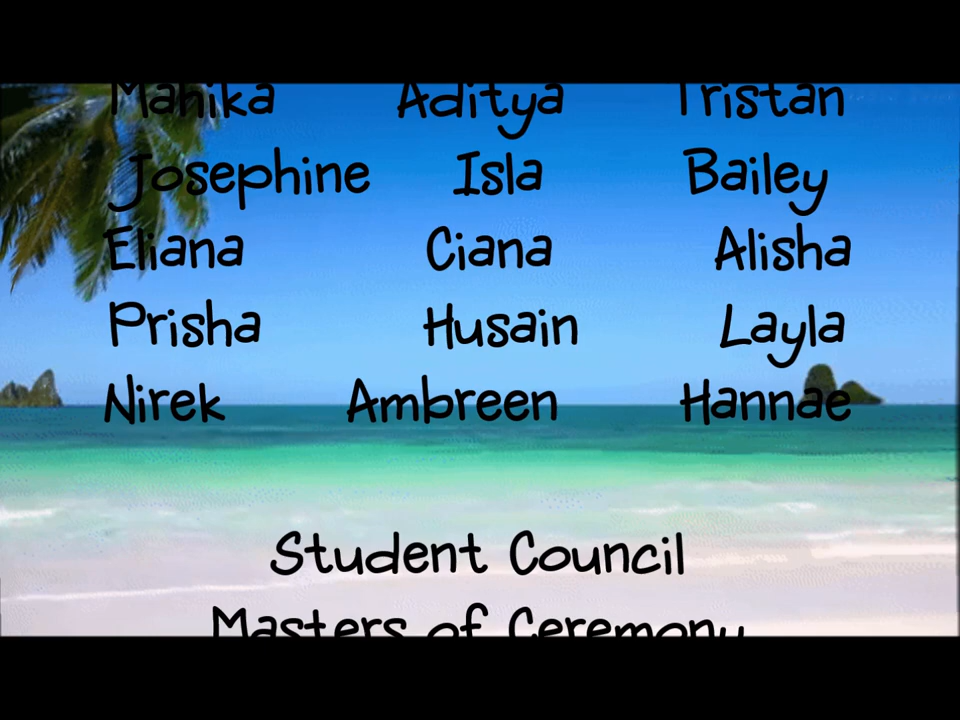 Mahika Aditya Tristan
Josephine Isla Bailey
Eliana Ciana Alisha
Prisha Husain Layla
Nirek Ambreen Hannae
Student Council
Masters of Ceremony